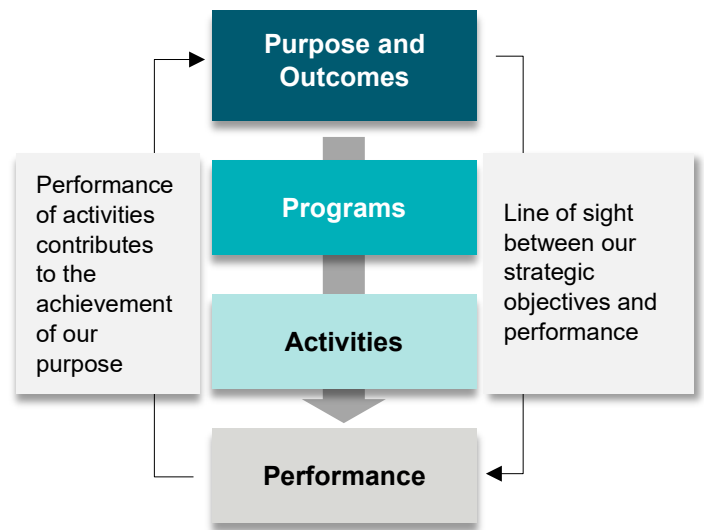 Purpose and
Outcomes
Performance
of activities
contributes
to the
achievement
of our
purpose
Programs
Activities
Line of sight
between our
strategic
objectives and
performance
Performance